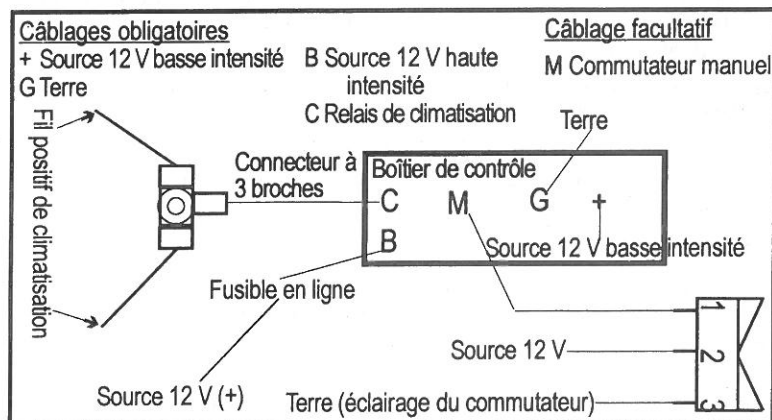 Câblages obligatoires
+ Source 12 V basse intensité
G Terre
B Source 12 V haute
intensité
C Relais de climatisation
Câblage facultatif
M Commutateur manuel
Fil positif de climatisation
Connecteur à
3 broches
Terre
Boîtier de contrôle
C M G +
B
Source 12 V basse intensité
Fusible en ligne
Source 12 V (+)
1
Source 12 V
2
Terre (éclairage du commutateur)
3